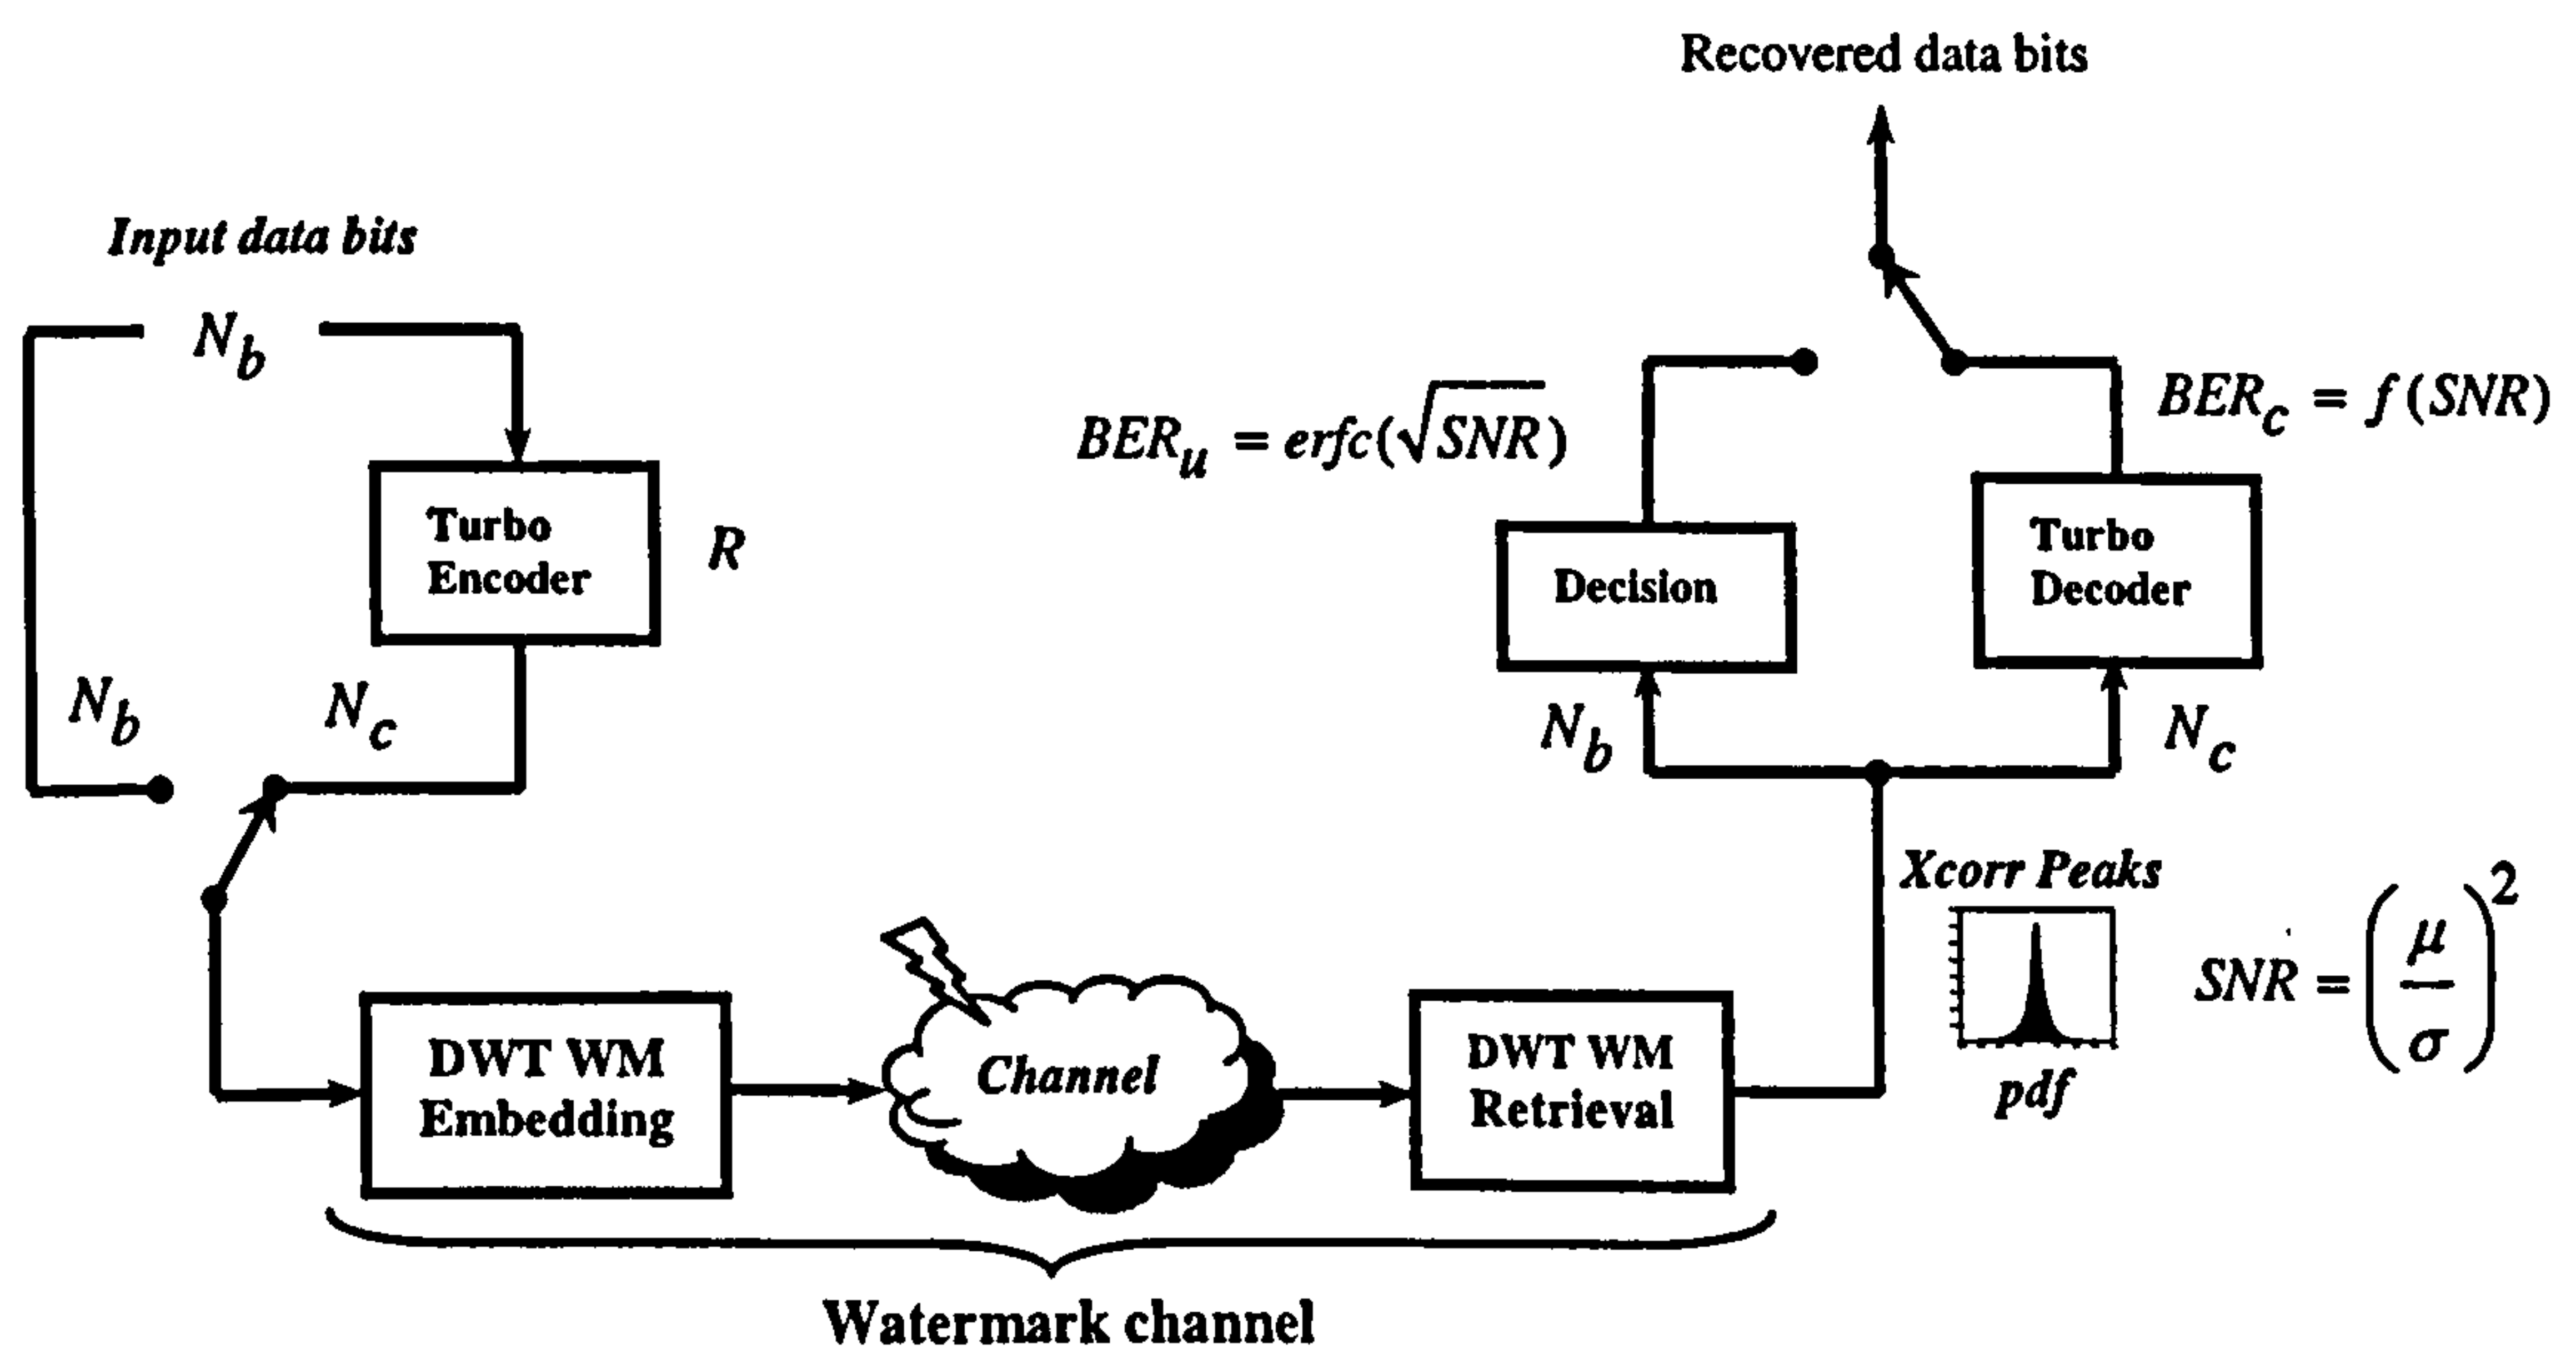 Recovered data bits
Input data bits
N_b
BER_u = erfc(√SNR)
BER_c = f(SNR)
Turbo
Encoder
R
Decision
Turbo
Decoder
N_b
N_c
N_b
N_c
Xcorr Peaks
SNR = (μ/σ)^2
pdf
DWT WM
Embedding
Channel
DWT WM
Retrieval
Watermark channel